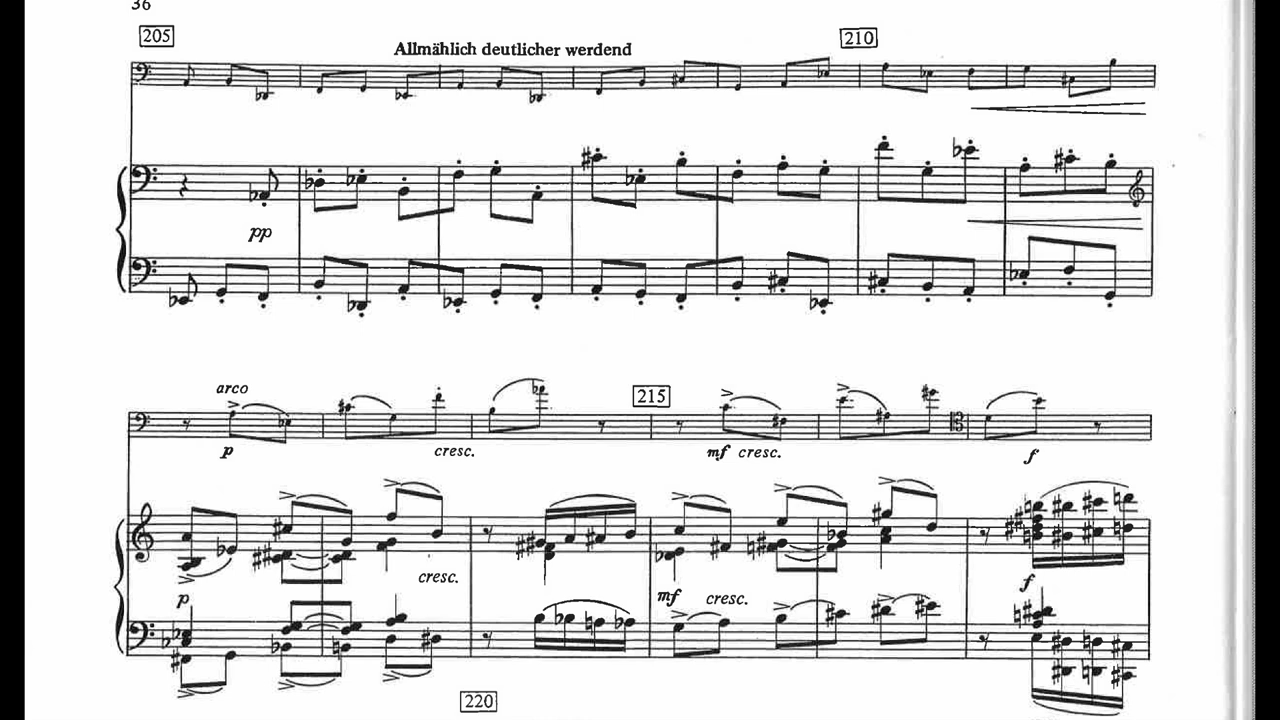 36
205
Allmählich deutlicher werdend
210
pp
arco
215
p
cresc.
mf cresc.
f
cresc.
p
mf
cresc.
f
220